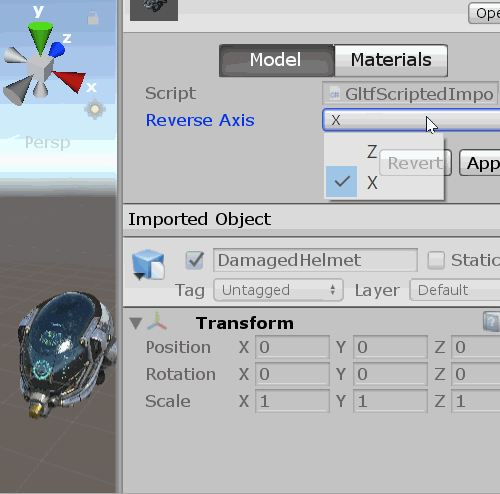 y
z
x
Persp
Ope
Model Materials
Script GltfScriptedImpo
Reverse Axis X
Z
X
Revert App
Imported Object
DamagedHelmet Static
Tag Untagged Layer Default
Transform
Position X 0 Y 0 Z 0
Rotation X 0 Y 0 Z 0
Scale X 1 Y 1 Z 1